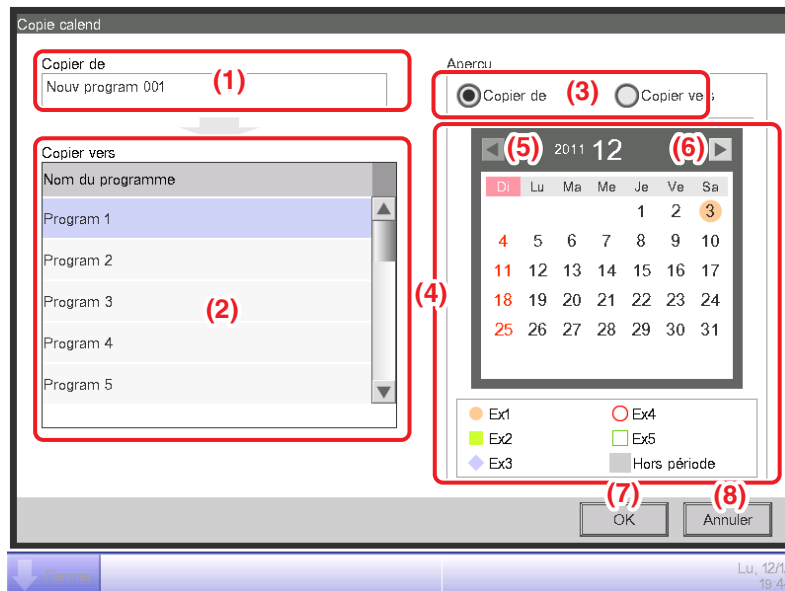 Copie calend
Copier de
Nouv program 001
(1)
Copier vers
Nom du programme
Program 1
Program 2
Program 3
Program 4
Program 5
(2)
Aperçu
Copier de
(3)
Copier vers
(4)
(5)
2011 12
(6)
Di Lu Ma Me Je Ve Sa
1 2 3
4 5 6 7 8 9 10
11 12 13 14 15 16 17
18 19 20 21 22 23 24
25 26 27 28 29 30 31
Ex1
Ex4
Ex2
Ex5
Ex3
Hors période
(7)
(8)
OK
Annuler
Fermer
Lu, 12/1
19:4